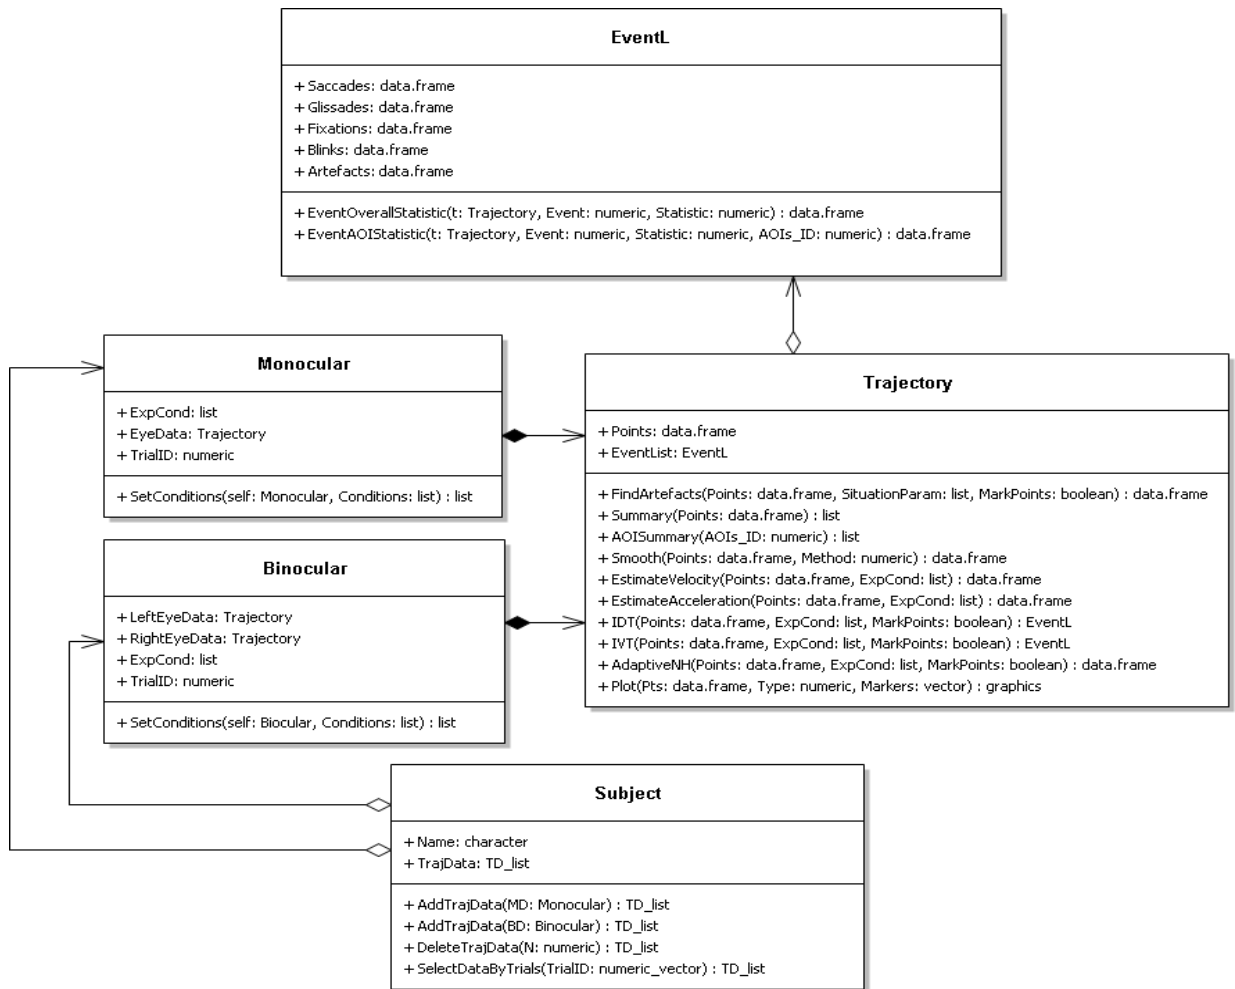 EventL
+ Saccades: data.frame
+ Glissades: data.frame
+ Fixations: data.frame
+ Blinks: data.frame
+ Artefacts: data.frame
+ EventOverallStatistic(t: Trajectory, Event: numeric, Statistic: numeric) : data.frame
+ EventAOIStatistic(t: Trajectory, Event: numeric, Statistic: numeric, AOIs_ID: numeric) : data.frame
Monocular
+ ExpCond: list
+ EyeData: Trajectory
+ TrialID: numeric
+ SetConditions(self: Monocular, Conditions: list) : list
Trajectory
+ Points: data.frame
+ EventList: EventL
+ FindArtefacts(Points: data.frame, SituationParam: list, MarkPoints: boolean) : data.frame
+ Summary(Points: data.frame) : list
+ AOISummary(AOIs_ID: numeric) : list
+ Smooth(Points: data.frame, Method: numeric) : data.frame
+ EstimateVelocity(Points: data.frame, ExpCond: list) : data.frame
+ EstimateAcceleration(Points: data.frame, ExpCond: list) : data.frame
+ IDT(Points: data.frame, ExpCond: list, MarkPoints: boolean) : EventL
+ IVT(Points: data.frame, ExpCond: list, MarkPoints: boolean) : EventL
+ AdaptiveNH(Points: data.frame, ExpCond: list, MarkPoints: boolean) : data.frame
+ Plot(Pts: data.frame, Type: numeric, Markers: vector) : graphics
Binocular
+ LeftEyeData: Trajectory
+ RightEyeData: Trajectory
+ ExpCond: list
+ TrialID: numeric
+ SetConditions(self: Biocular, Conditions: list) : list
Subject
+ Name: character
+ TrajData: TD_list
+ AddTrajData(MD: Monocular) : TD_list
+ AddTrajData(BD: Binocular) : TD_list
+ DeleteTrajData(N: numeric) : TD_list
+ SelectDataByTrials(TrialID: numeric_vector) : TD_list